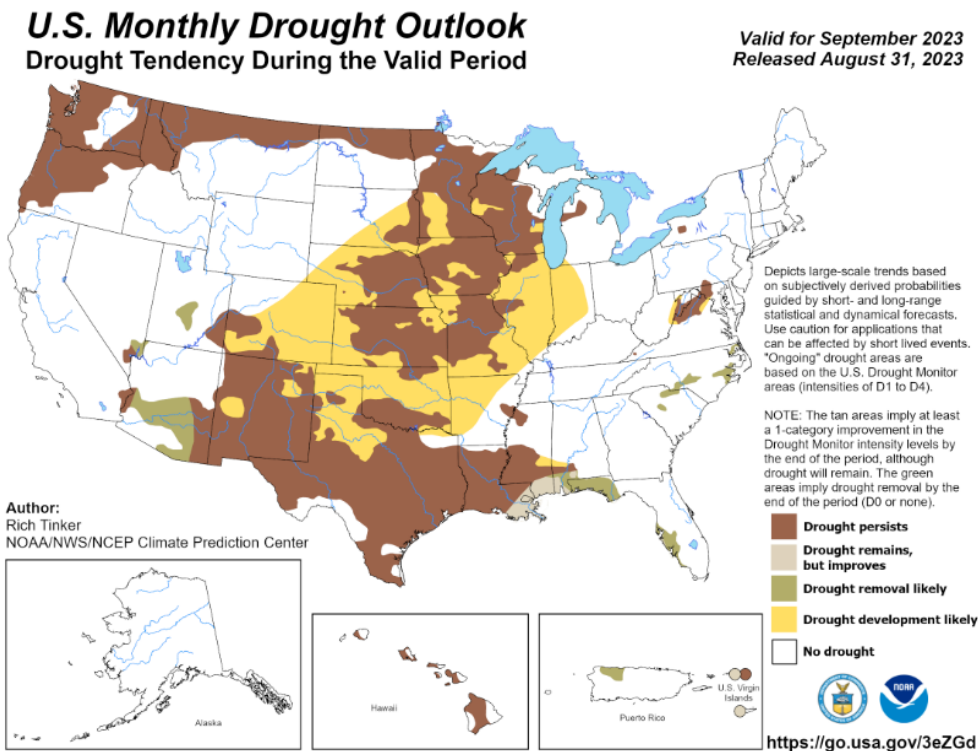 U.S. Monthly Drought Outlook
Drought Tendency During the Valid Period
Valid for September 2023
Released August 31, 2023
Depicts large-scale trends based
on subjectively derived probabilities
guided by short- and long-range
statistical and dynamical forecasts.
Use caution for applications that
can be affected by short lived events.
"Ongoing" drought areas are
based on the U.S. Drought Monitor
areas (intensities of D1 to D4).
NOTE: The tan areas imply at least
a 1-category improvement in the
Drought Monitor intensity levels by
the end of the period, although
drought will remain. The green
areas imply drought removal by the
end of the period (D0 or none).
Author:
Rich Tinker
NOAA/NWS/NCEP Climate Prediction Center
Drought persists
Drought remains,
but improves
Drought removal likely
Drought development likely
No drought
Alaska
Hawaii
Puerto Rico
U.S. Virgin
Islands
NOAA
https://go.usa.gov/3eZGd